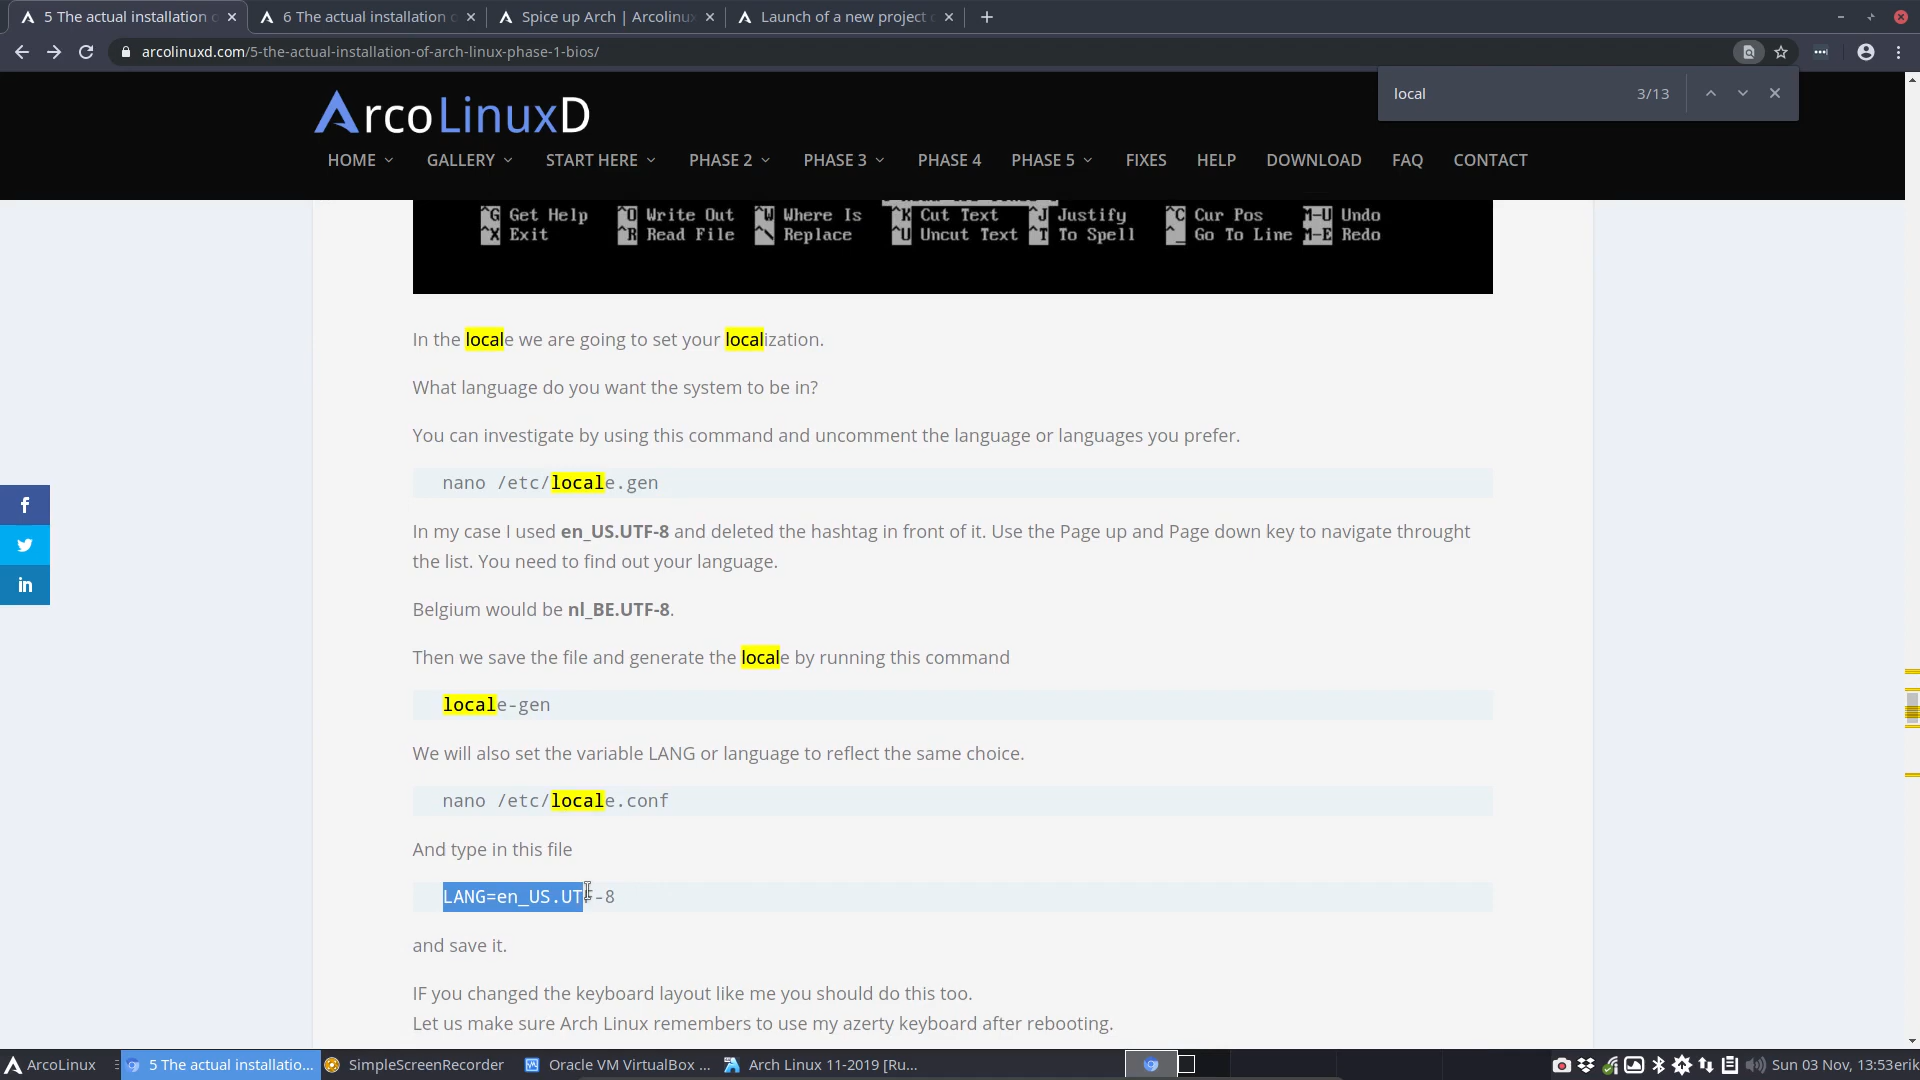 5 The actual installation o
6 The actual installation o
Spice up Arch | Arcolinux
Launch of a new project o
arcolinuxd.com/5-the-actual-installation-of-arch-linux-phase-1-bios/
local 3/13
ArcoLinuxD
HOME GALLERY START HERE PHASE 2 PHASE 3 PHASE 4 PHASE 5 FIXES HELP DOWNLOAD FAQ CONTACT
^G Get Help ^O Write Out ^W Where Is ^K Cut Text ^J Justify ^C Cur Pos M-U Undo
^X Exit ^R Read File ^\ Replace ^U Uncut Text ^T To Spell ^_ Go To Line M-E Redo
In the locale we are going to set your localization.
What language do you want the system to be in?
You can investigate by using this command and uncomment the language or languages you prefer.
nano /etc/locale.gen
In my case I used en_US.UTF-8 and deleted the hashtag in front of it. Use the Page up and Page down key to navigate throught
the list. You need to find out your language.
Belgium would be nl_BE.UTF-8.
Then we save the file and generate the locale by running this command
locale-gen
We will also set the variable LANG or language to reflect the same choice.
nano /etc/locale.conf
And type in this file
LANG=en_US.UTF-8
and save it.
IF you changed the keyboard layout like me you should do this too.
Let us make sure Arch Linux remembers to use my azerty keyboard after rebooting.
ArcoLinux 5 The actual installatio... SimpleScreenRecorder Oracle VM VirtualBox ... Arch Linux 11-2019 [Ru... Sun 03 Nov, 13:53 erik